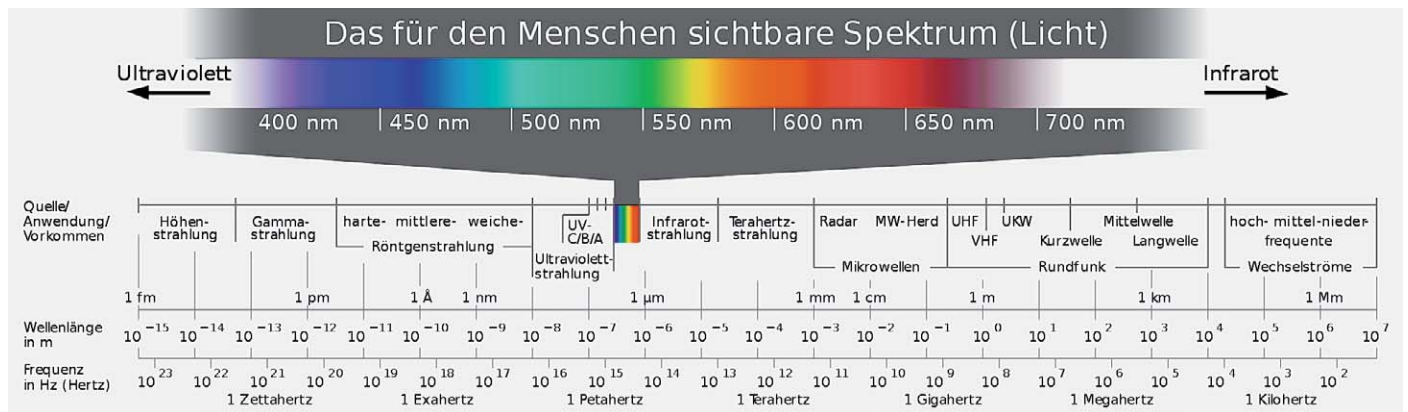 Das für den Menschen sichtbare Spektrum (Licht)
Ultraviolett
Infrarot
400 nm 450 nm 500 nm 550 nm 600 nm 650 nm 700 nm
Quelle/
Anwendung/
Vorkommen
Höhen-
strahlung
Gamma-
strahlung
harte- mittlere- weiche-
Röntgenstrahlung
UV-
C/B/A
Ultraviolett-
strahlung
Infrarot-
strahlung
Terahertz-
strahlung
Radar MW-Herd
Mikrowellen
UHF UKW Mittelwelle
VHF Kurzwelle Langwelle
Rundfunk
hoch- mittel-nieder-
frequente
Wechselströme
1 fm 1 pm 1 Å 1 nm 1 µm 1 mm 1 cm 1 m 1 km 1 Mm
Wellenlänge
in m
10⁻¹⁵ 10⁻¹⁴ 10⁻¹³ 10⁻¹² 10⁻¹¹ 10⁻¹⁰ 10⁻⁹ 10⁻⁸ 10⁻⁷ 10⁻⁶ 10⁻⁵ 10⁻⁴ 10⁻³ 10⁻² 10⁻¹ 10⁰ 10¹ 10² 10³ 10⁴ 10⁵ 10⁶ 10⁷
Frequenz
in Hz (Hertz)
10²³ 10²² 10²¹ 10²⁰ 10¹⁹ 10¹⁸ 10¹⁷ 10¹⁶ 10¹⁵ 10¹⁴ 10¹³ 10¹² 10¹¹ 10¹⁰ 10⁹ 10⁸ 10⁷ 10⁶ 10⁵ 10⁴ 10³ 10²
1 Zettahertz 1 Exahertz 1 Petahertz 1 Terahertz 1 Gigahertz 1 Megahertz 1 Kilohertz